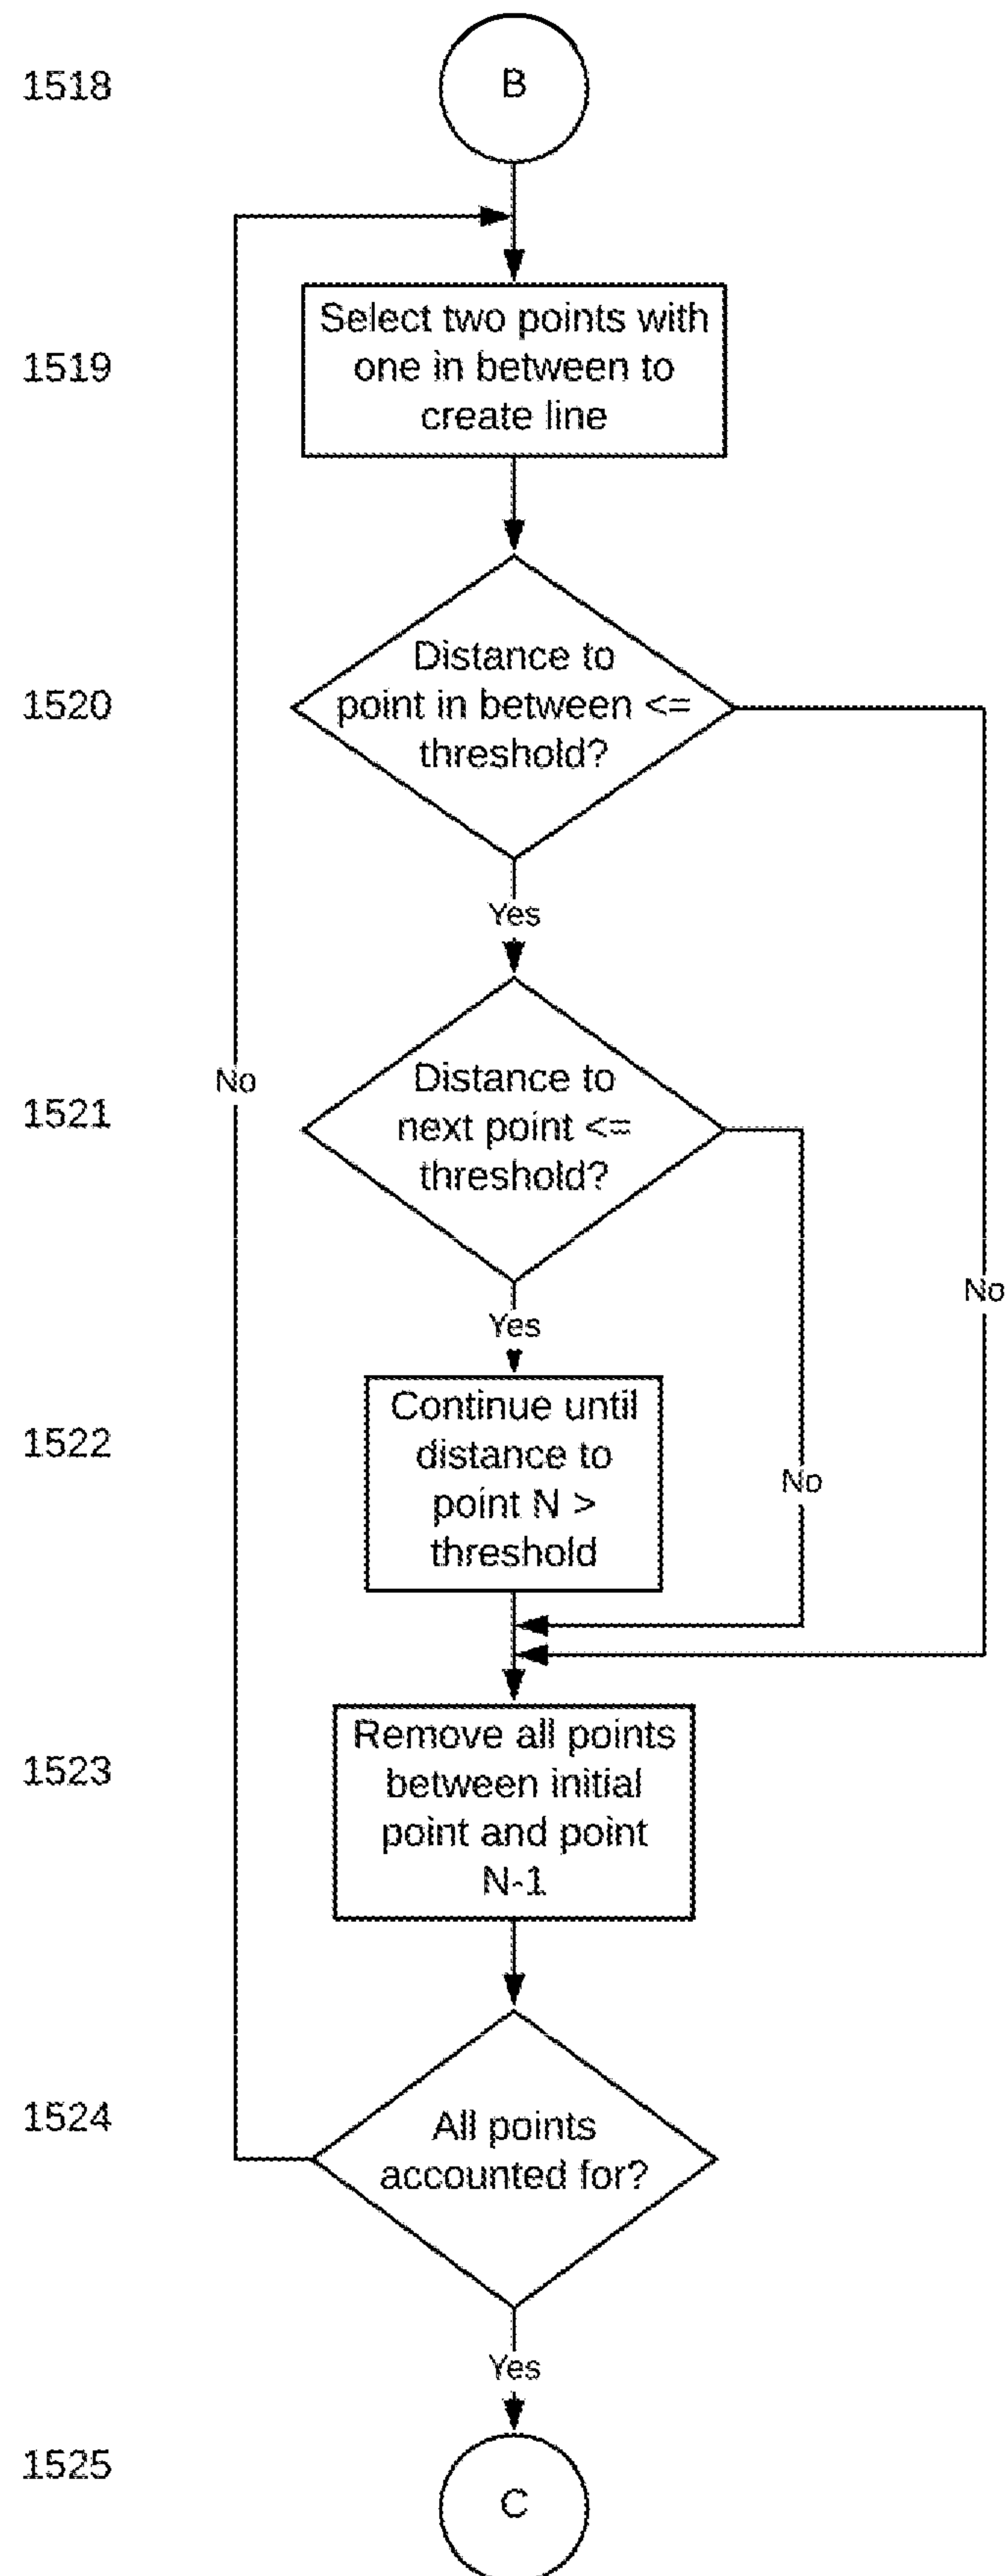 1518
B
1519
Select two points with
one in between to
create line
1520
Distance to
point in between <=
threshold?
Yes
No
1521
Distance to
next point <=
threshold?
No
Yes
1522
Continue until
distance to
point N >
threshold
No
1523
Remove all points
between initial
point and point
N-1
1524
All points
accounted for?
Yes
1525
C